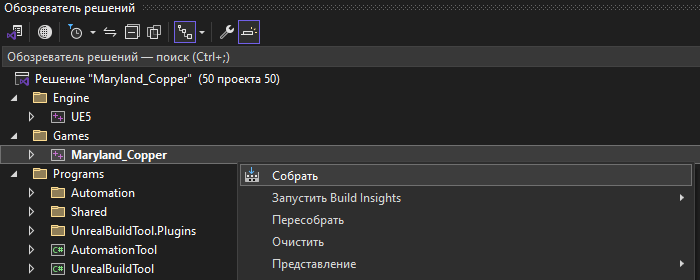 Обозреватель решений
Обозреватель решений — поиск (Ctrl+;)
Решение "Maryland_Copper" (50 проекта 50)
Engine
UE5
Games
Maryland_Copper
Programs
Automation
Shared
UnrealBuildTool.Plugins
AutomationTool
UnrealBuildTool
Собрать
Запустить Build Insights
Пересобрать
Очистить
Представление